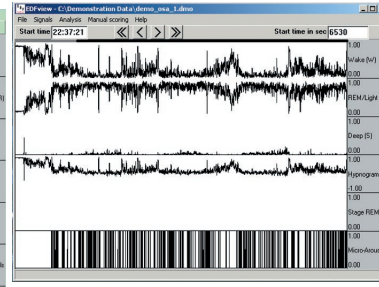 EDFview - C:\Demonstration Data\demo_osa_1.dmo
File Signals Analysis Manual scoring Help
Start time 22:37:21 Start time in sec 6530
1.00
Wake (W)
0.00
1.00
REM/Light
0.00
1.00
Deep (S)
0.00
1.00
Hypnogram
-1.00
1.00
Stage REM
0.00
1.00
Micro-Arous
0.00